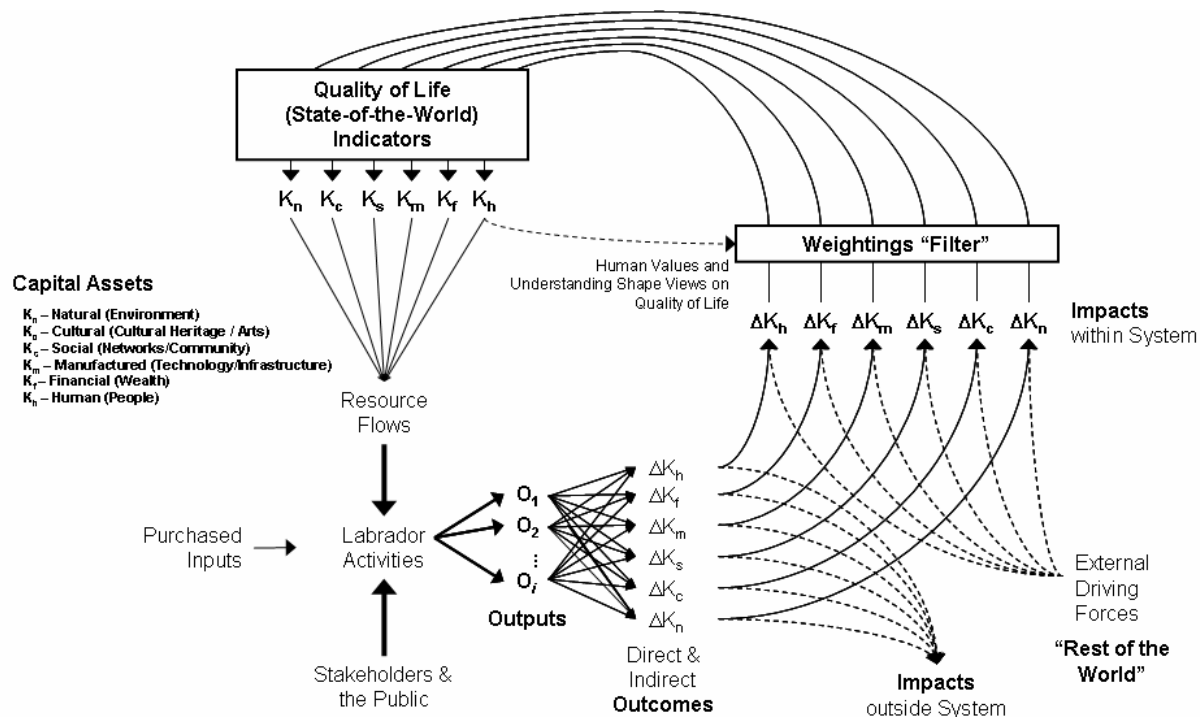 Quality of Life
(State-of-the-World)
Indicators
Kn Kc Ks Km Kf Kh
Weightings "Filter"
Human Values and
Understanding Shape Views on
Quality of Life
ΔKh ΔKf ΔKm ΔKs ΔKc ΔKn
Impacts
within System
Capital Assets
Kn – Natural (Environment)
Kc – Cultural (Cultural Heritage / Arts)
Kc – Social (Networks/Community)
Km – Manufactured (Technology/Infrastructure)
Kf – Financial (Wealth)
Kh – Human (People)
Resource
Flows
Purchased
Inputs
Labrador
Activities
Stakeholders &
the Public
O1
O2
⋮
Oi
Outputs
ΔKh
ΔKf
ΔKm
ΔKs
ΔKc
ΔKn
Direct &
Indirect
Outcomes
External
Driving
Forces
"Rest of the
World"
Impacts
outside System